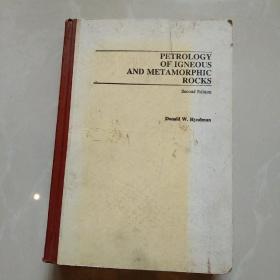 PETROLOGY
OF IGNEOUS
AND METAMORPHIC
ROCKS
Second Edition
Donald W. Hyndman